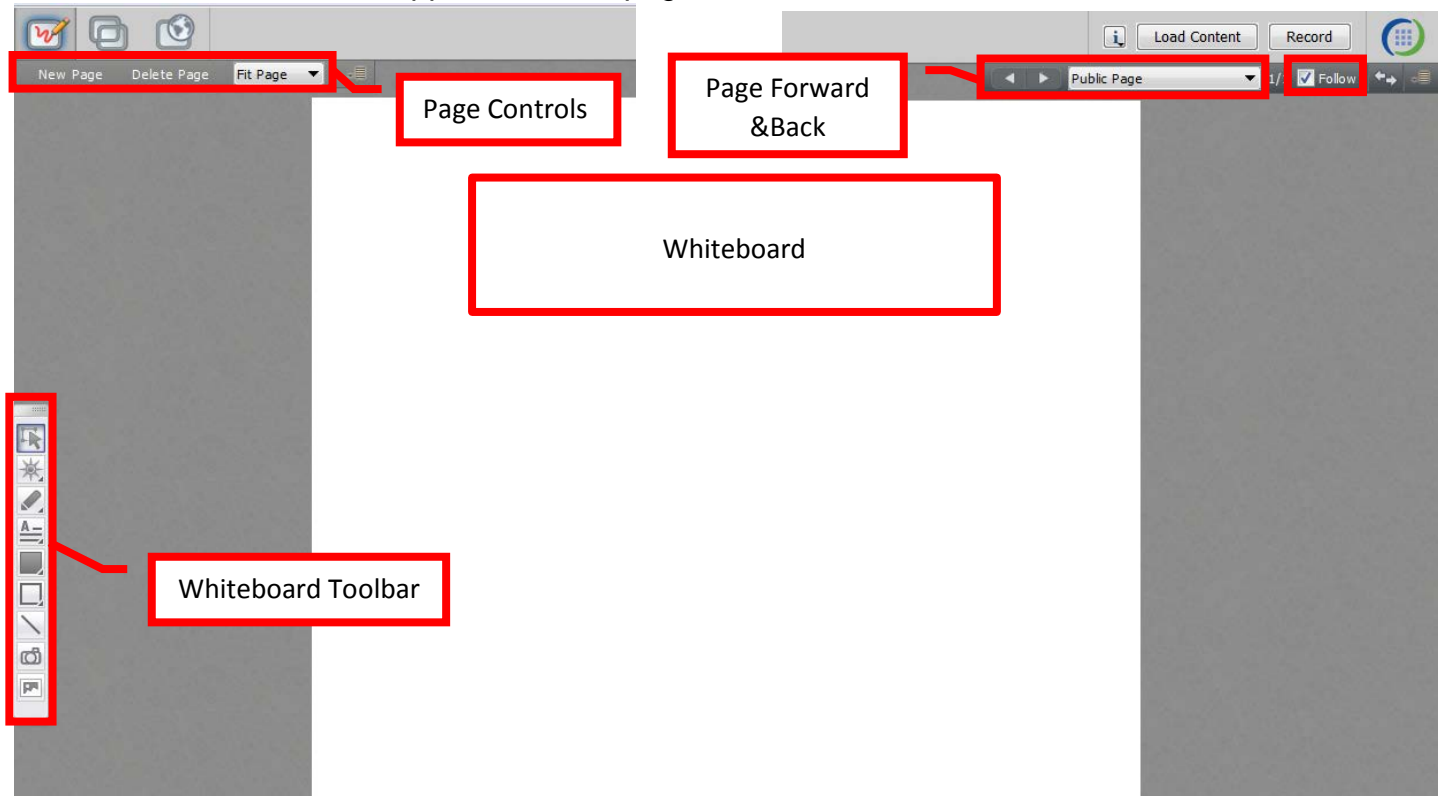 Load Content Record
New Page Delete Page Fit Page
Public Page 1/ Follow
Page Controls
Page Forward
&Back
Whiteboard
A
Whiteboard Toolbar